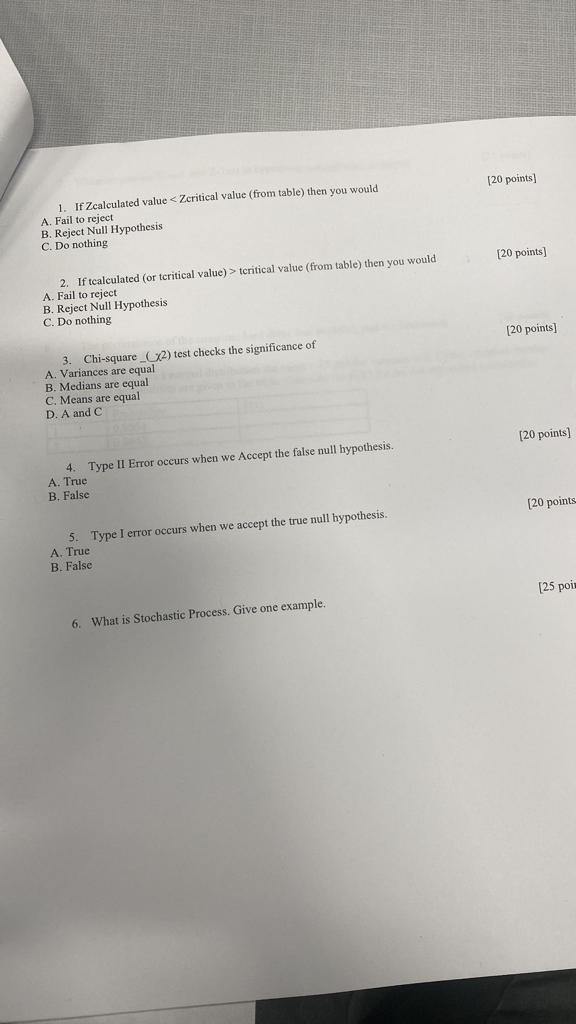 1. If Zcalculated value < Zcritical value (from table) then you would [20 points]
A. Fail to reject
B. Reject Null Hypothesis
C. Do nothing
2. If tcalculated (or tcritical value) > tcritical value (from table) then you would [20 points]
A. Fail to reject
B. Reject Null Hypothesis
C. Do nothing
3. Chi-square _(_χ2) test checks the significance of [20 points]
A. Variances are equal
B. Medians are equal
C. Means are equal
D. A and C
4. Type II Error occurs when we Accept the false null hypothesis. [20 points]
A. True
B. False
5. Type I error occurs when we accept the true null hypothesis. [20 points
A. True
B. False
6. What is Stochastic Process. Give one example. [25 poin